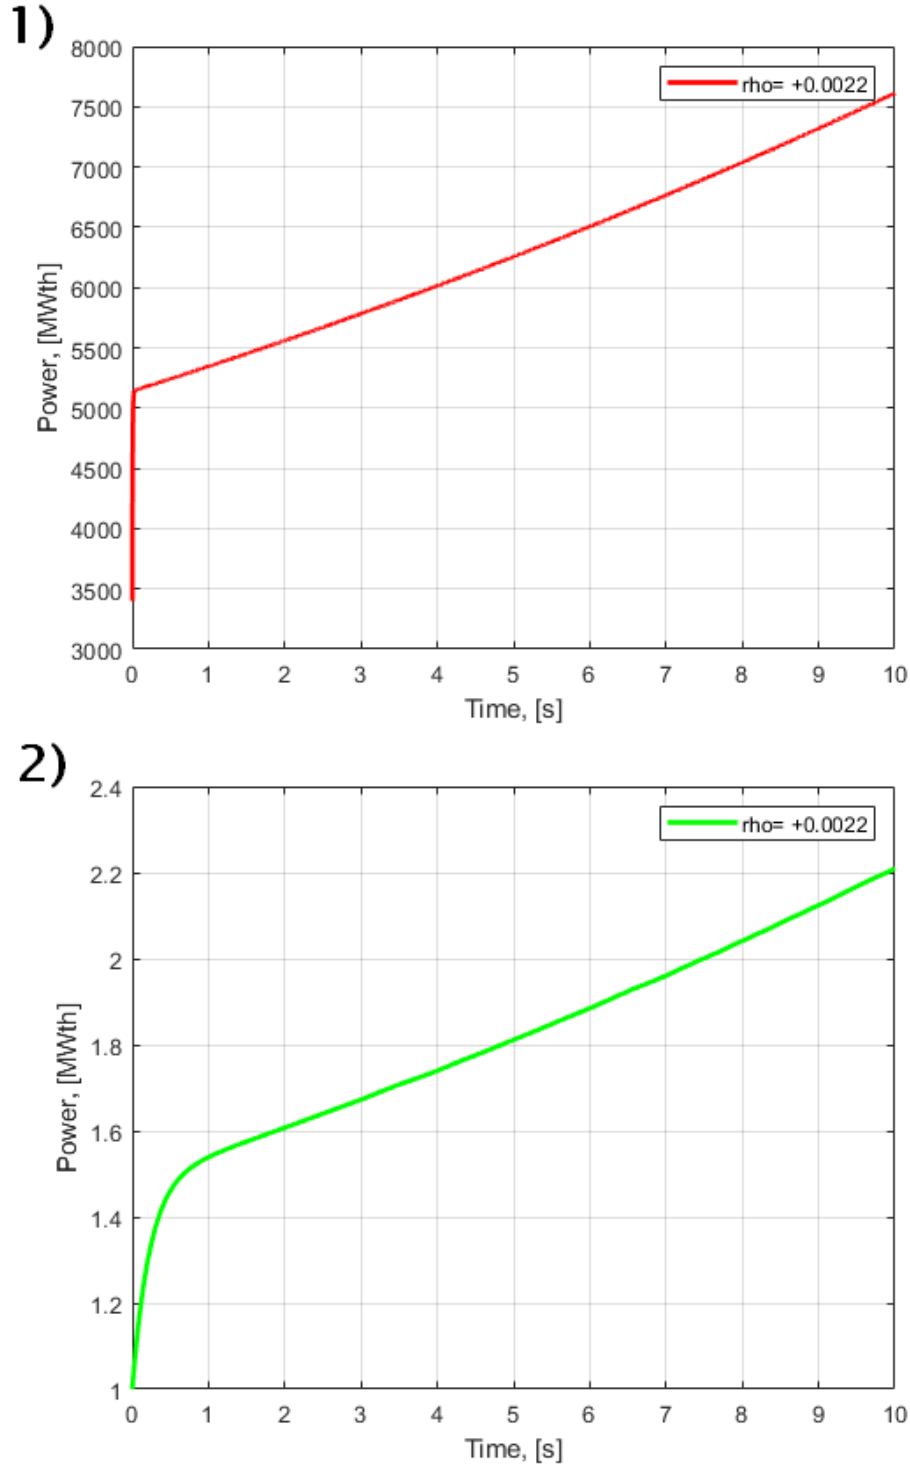 1)
8000
7500
7000
6500
6000
5500
5000
4500
4000
3500
3000
Power, [MWth]
rho= +0.0022
0 1 2 3 4 5 6 7 8 9 10
Time, [s]
2)
2.4
2.2
2
1.8
1.6
1.4
1.2
1
Power, [MWth]
rho= +0.0022
0 1 2 3 4 5 6 7 8 9 10
Time, [s]